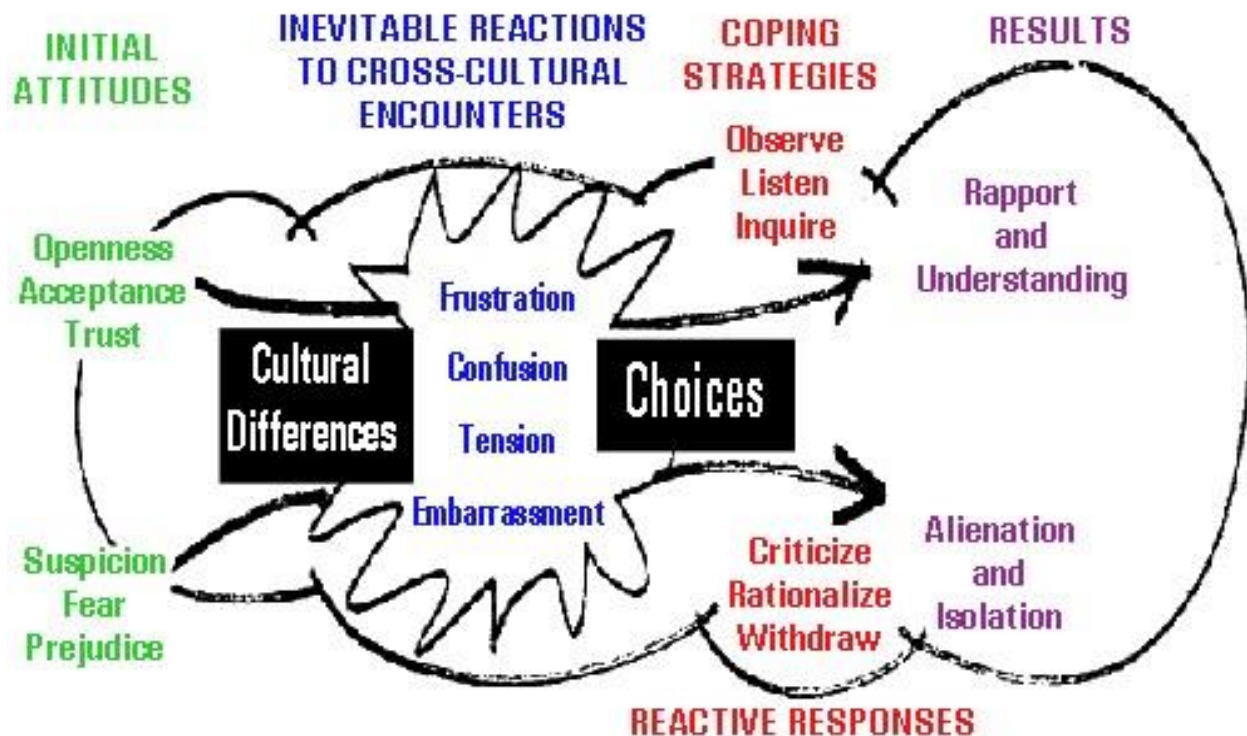 INITIAL
ATTITUDES
INEVITABLE REACTIONS
TO CROSS-CULTURAL
ENCOUNTERS
COPING
STRATEGIES
RESULTS
Openness
Acceptance
Trust
Suspicion
Fear
Prejudice
Cultural
Differences
Frustration
Confusion
Tension
Embarrassment
Choices
Observe
Listen
Inquire
Criticize
Rationalize
Withdraw
REACTIVE RESPONSES
Rapport
and
Understanding
Alienation
and
Isolation